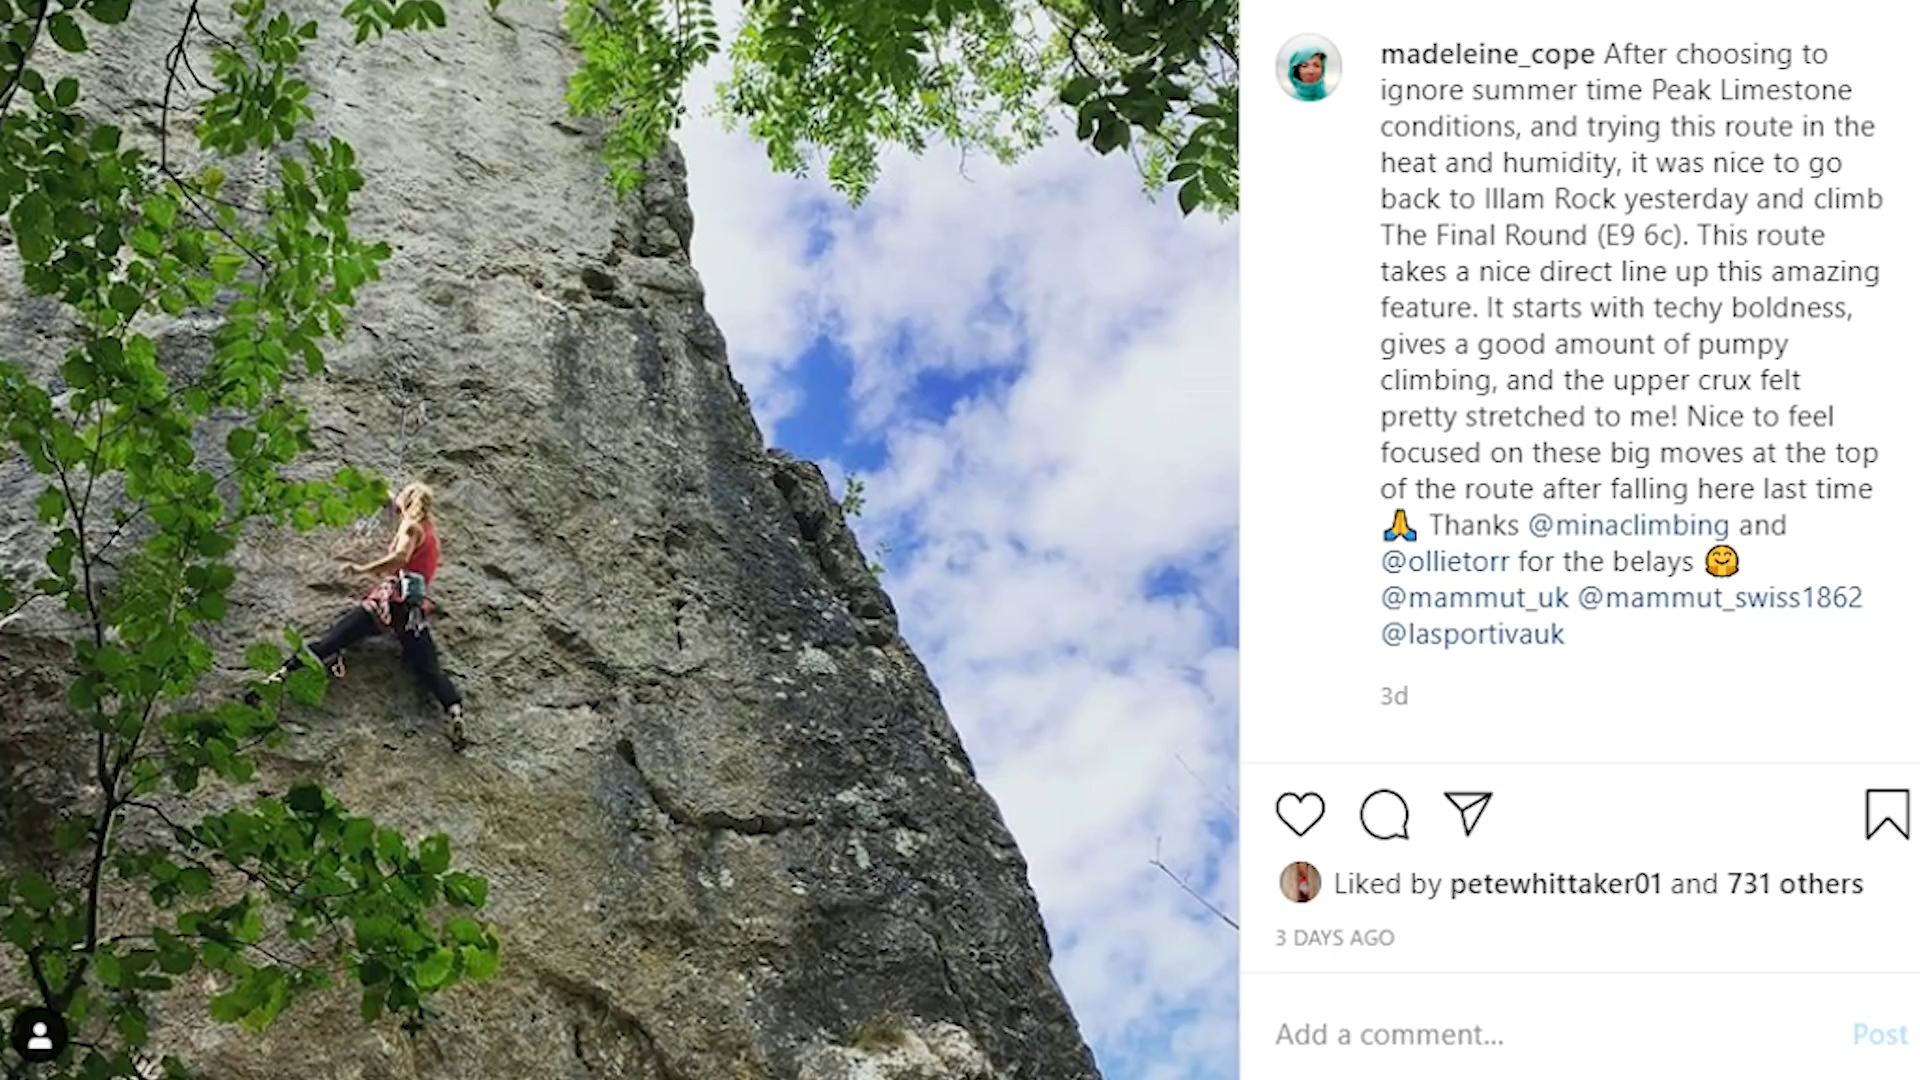 madeleine_cope After choosing to
ignore summer time Peak Limestone
conditions, and trying this route in the
heat and humidity, it was nice to go
back to Illam Rock yesterday and climb
The Final Round (E9 6c). This route
takes a nice direct line up this amazing
feature. It starts with techy boldness,
gives a good amount of pumpy
climbing, and the upper crux felt
pretty stretched to me! Nice to feel
focused on these big moves at the top
of the route after falling here last time
🙏 Thanks @minaclimbing and
@ollietorr for the belays 🤗
@mammut_uk @mammut_swiss1862
@lasportivauk
3d
Liked by petewhittaker01 and 731 others
3 DAYS AGO
Add a comment... Post